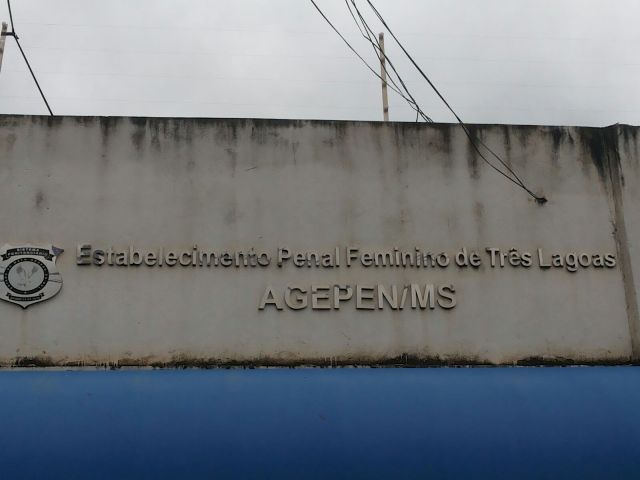 Estabelecimento Penal Feminino de Três Lagoas
AGEPEN/MS